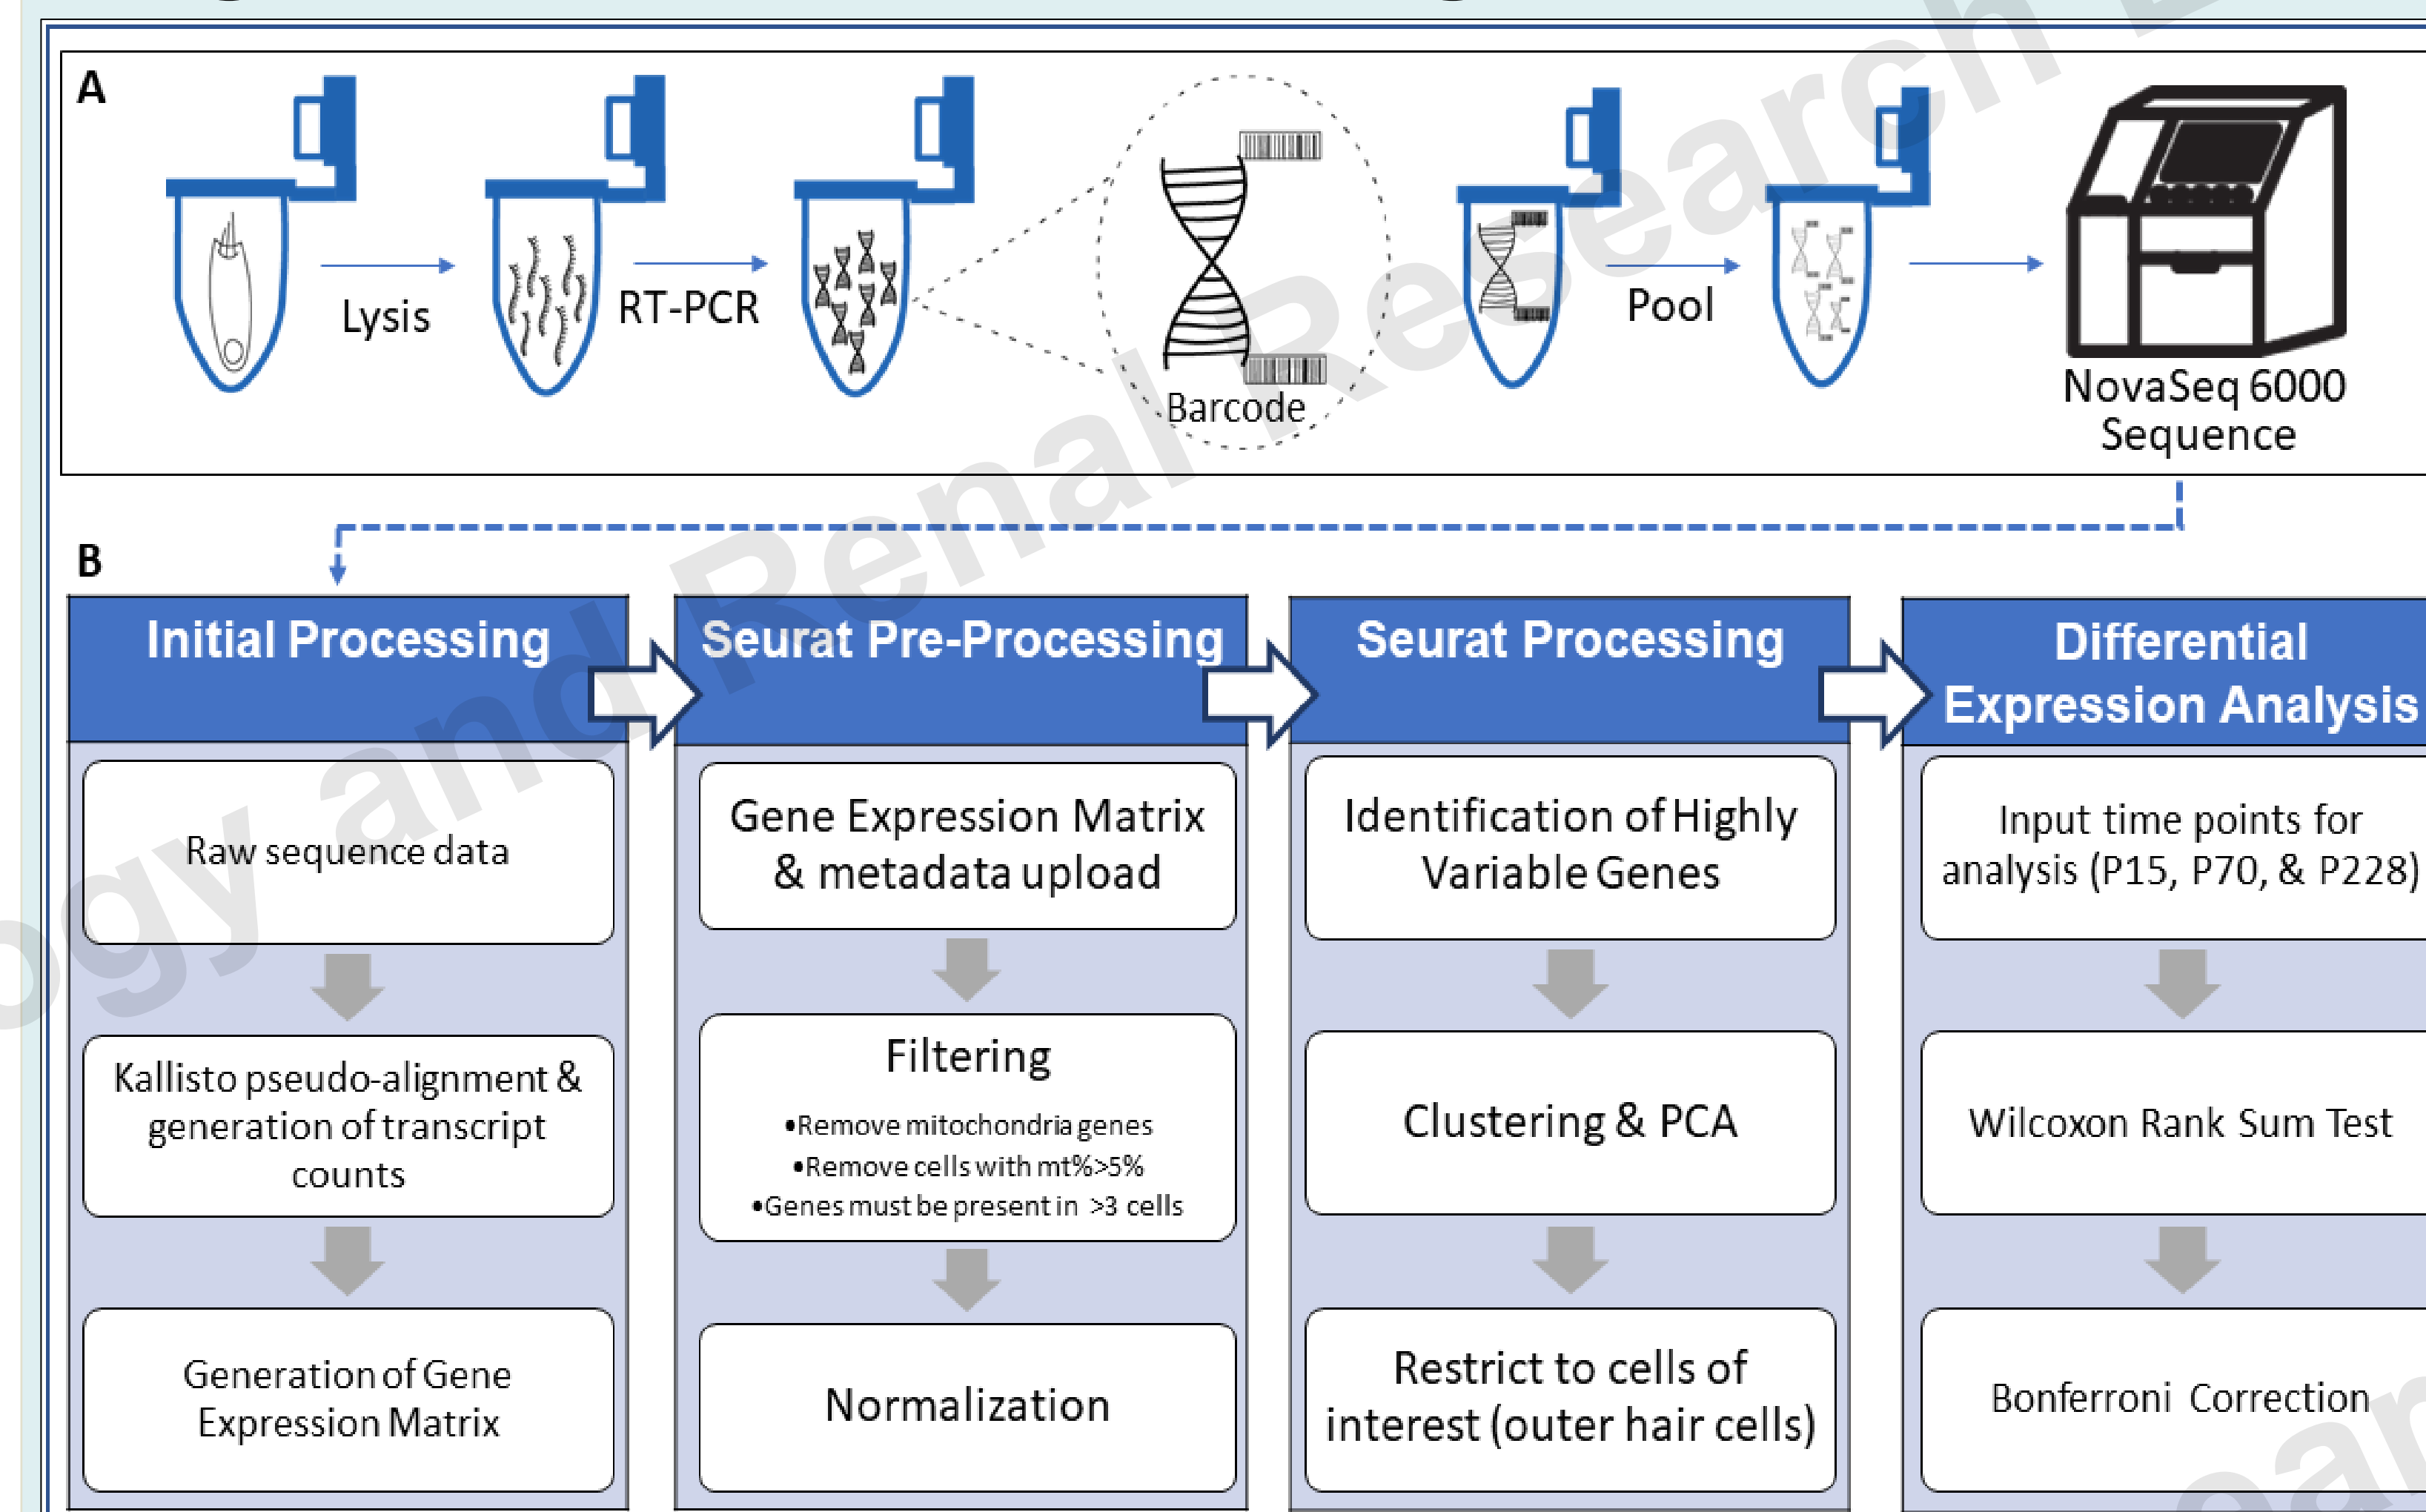 A
Lysis
RT-PCR
Barcode
Pool
NovaSeq 6000
Sequence
B
Initial Processing
Raw sequence data
Kallisto pseudo-alignment &
generation of transcript
counts
Generation of Gene
Expression Matrix
Seurat Pre-Processing
Gene Expression Matrix
& metadata upload
Filtering
•Remove mitochondria genes
•Remove cells with mt%>5%
•Genes must be present in >3 cells
Normalization
Seurat Processing
Identification of Highly
Variable Genes
Clustering & PCA
Restrict to cells of
interest (outer hair cells)
Differential
Expression Analysis
Input time points for
analysis (P15, P70, & P228)
Wilcoxon Rank Sum Test
Bonferroni Correction
ogy and Renal Research